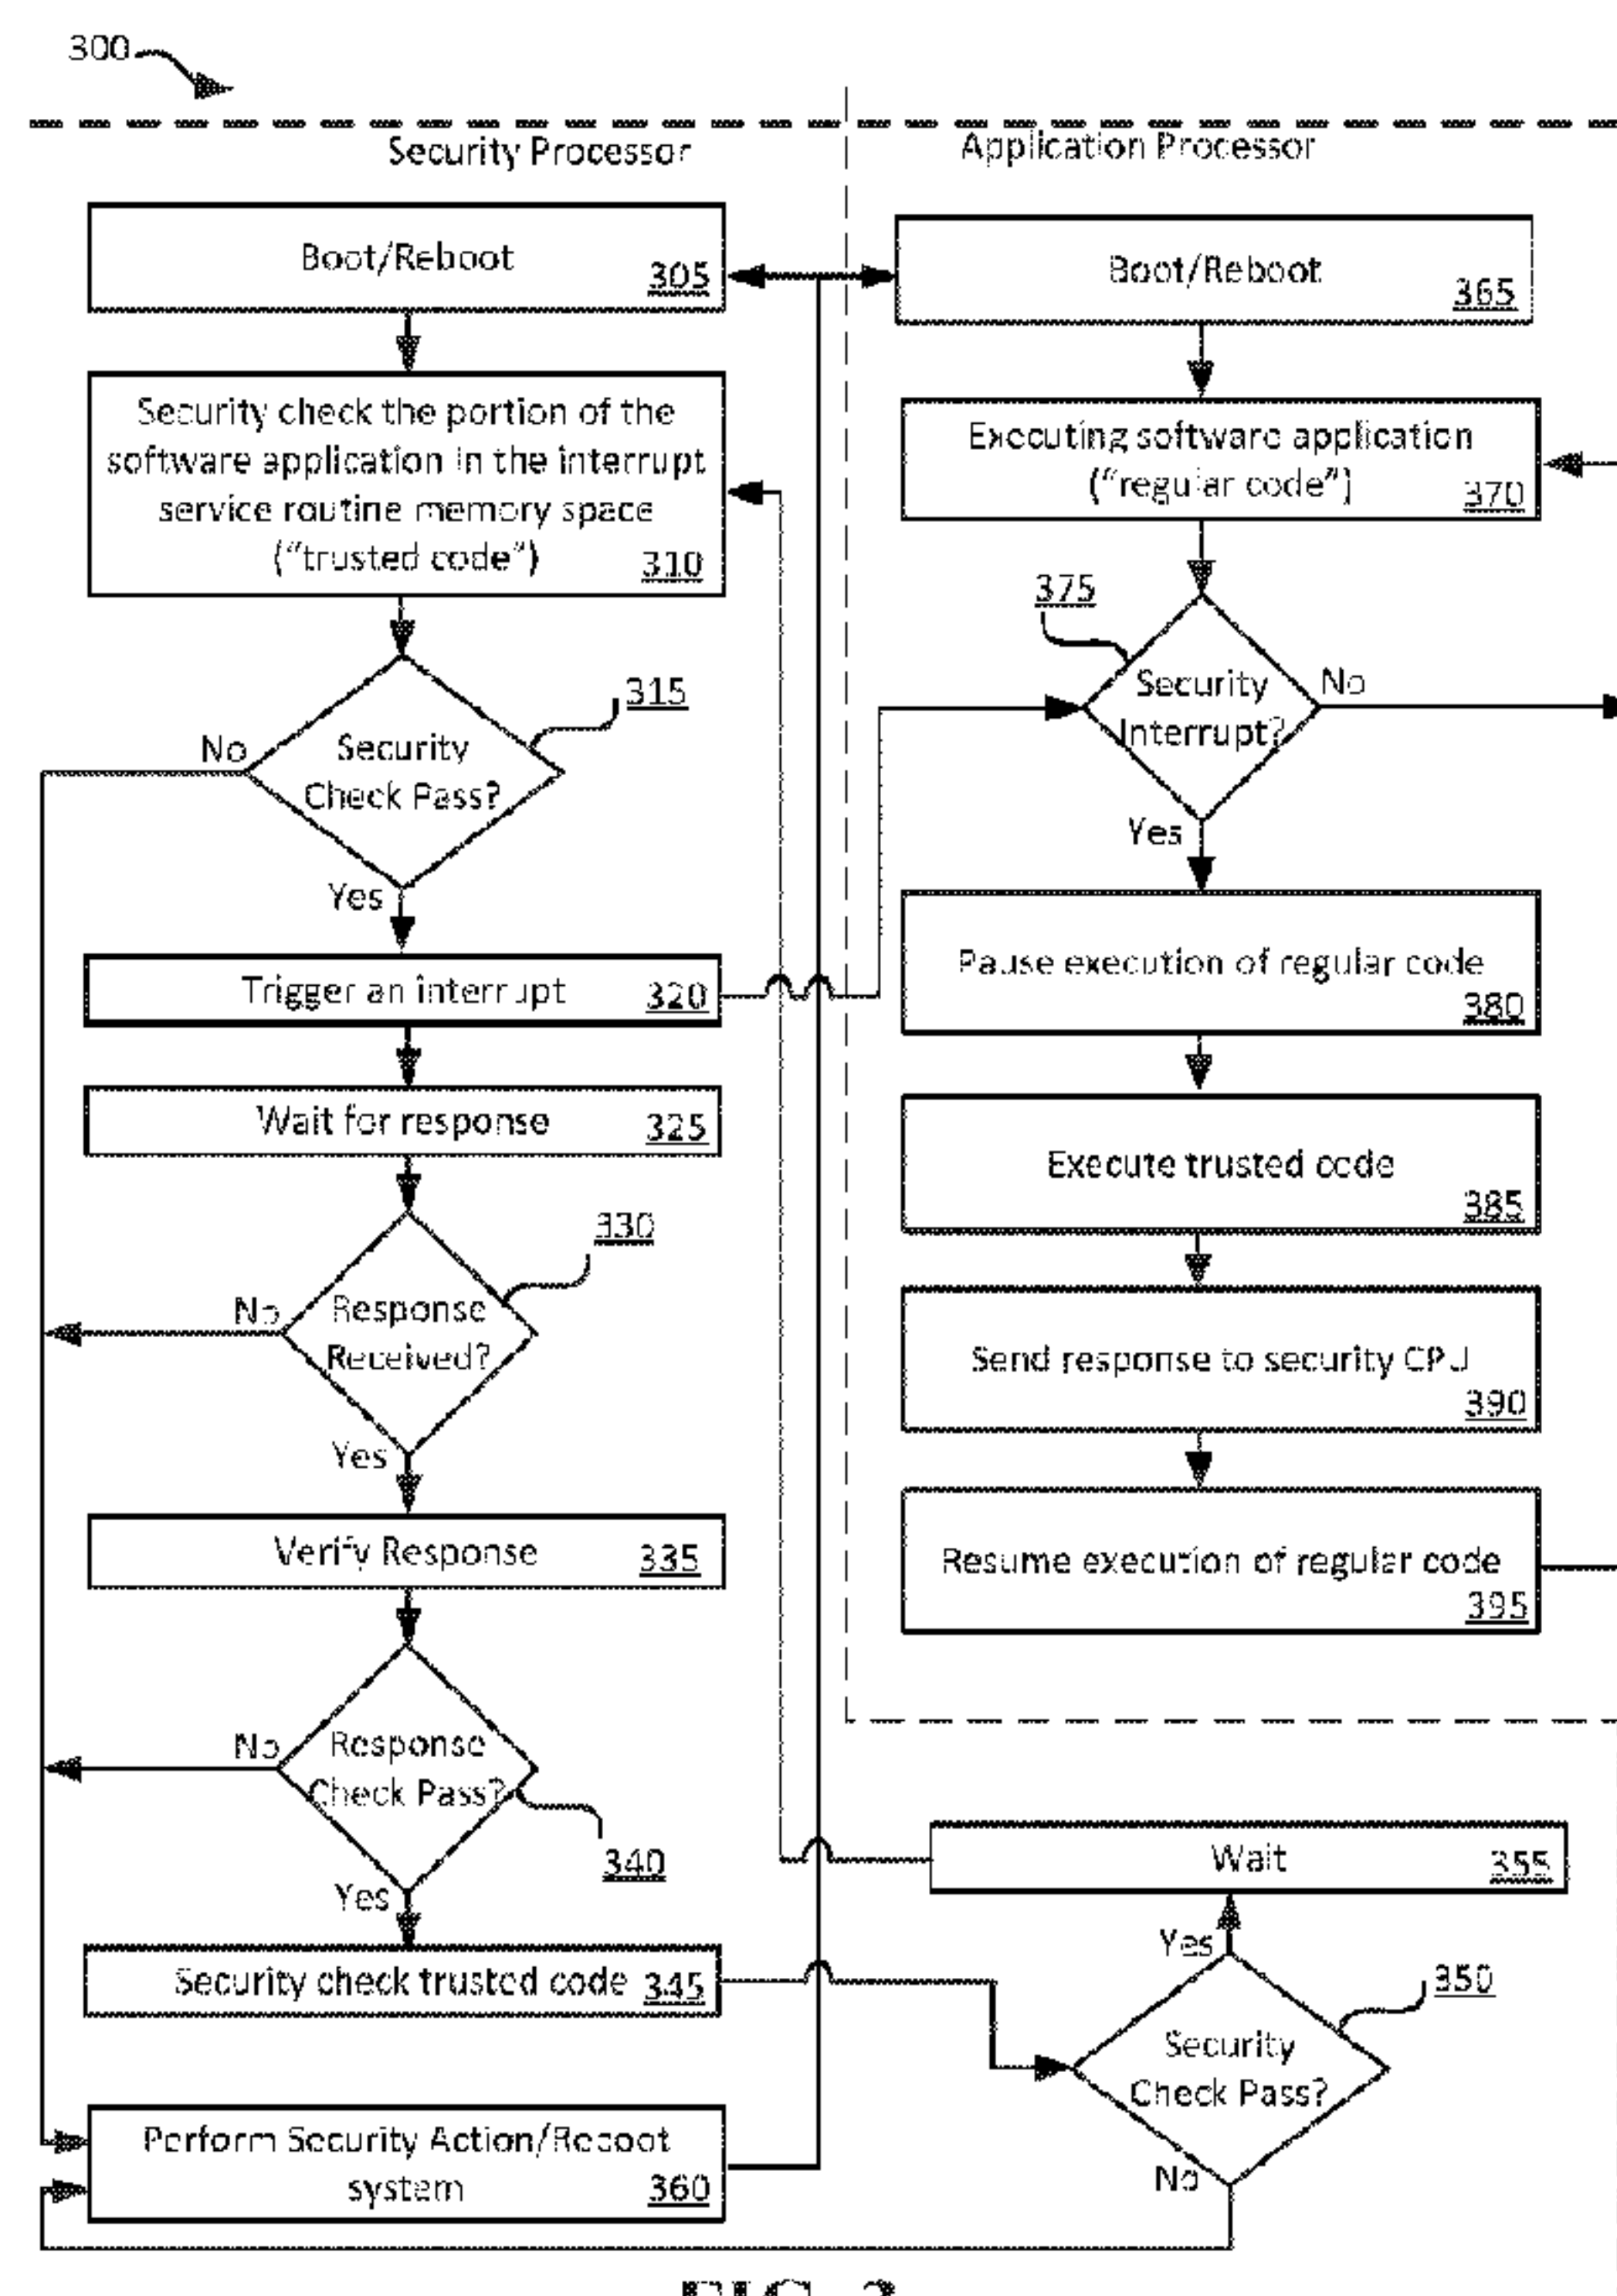 300
Security Processor
Boot/Reboot
305
Security check the portion of the
software application in the interrupt
service routine memory space
("trusted code")
310
315
Security
Check Pass?
No
Yes
Trigger an interrupt
320
Wait for response
325
330
Response
Received?
No
Yes
Verify Response
335
Response
Check Pass?
No
340
Yes
Security check trusted code
345
Perform Security Action/Reboot
system
360
Application Processor
Boot/Reboot
365
Executing software application
("regular code")
370
375
Security
Interrupt?
No
Yes
Pause execution of regular code
380
Execute trusted code
385
Send response to security CPU
390
Resume execution of regular code
395
Wait
355
Yes
350
Security
Check Pass?
No